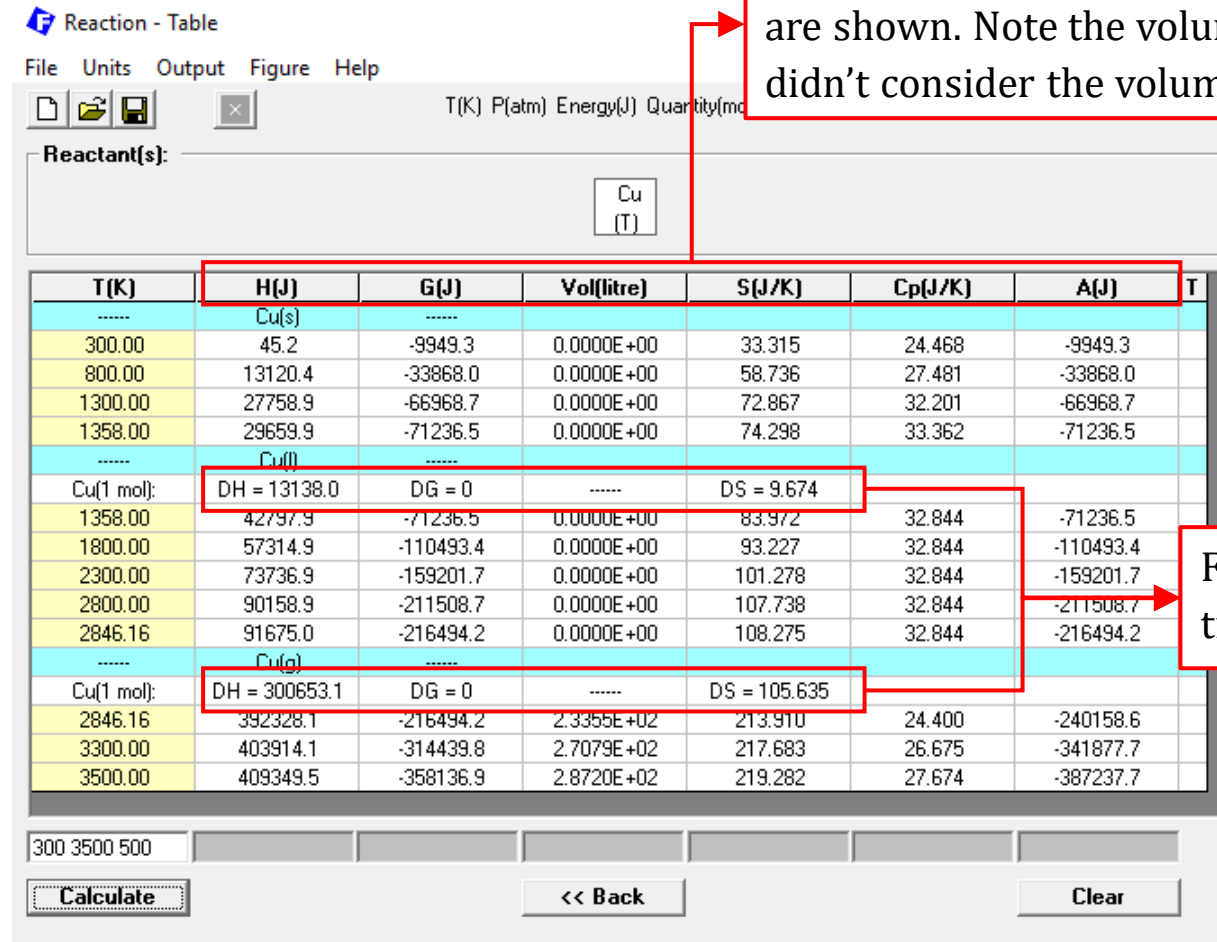 Reaction - Table
are shown. Note the
didn't consider the
File Units Output Figure Help
T(K) P(atm) Energy(J)
Reactant(s):
Cu
(T)
T(K) H(J) G(J) Vol(litre) S(J/K) Cp(J/K) A(J) T
------ Cu(s) ------
300.00 45.2 -9949.3 0.0000E+00 33.315 24.468 -9949.3
800.00 13120.4 -33868.0 0.0000E+00 58.736 27.481 -33868.0
1300.00 27758.9 -66968.7 0.0000E+00 72.867 32.201 -66968.7
1358.00 29659.9 -71236.5 0.0000E+00 74.298 33.362 -71236.5
------ Cu(l) ------
Cu(1 mol): DH = 13138.0 DG = 0 ------ DS = 9.674
1358.00 42797.9 -71236.5 0.0000E+00 83.972 32.844 -71236.5
1800.00 57314.9 -110493.4 0.0000E+00 93.227 32.844 -110493.4
2300.00 73736.9 -159201.7 0.0000E+00 101.278 32.844 -159201.7
2800.00 90158.9 -211508.7 0.0000E+00 107.738 32.844 -211508.7
2846.16 91675.0 -216494.2 0.0000E+00 108.275 32.844 -216494.2
------ Cu(g) ------
Cu(1 mol): DH = 300653.1 DG = 0 ------ DS = 105.635
2846.16 392328.1 -216494.2 2.3355E+02 213.910 24.400 -240158.6
3300.00 403914.1 -314439.8 2.7079E+02 217.683 26.675 -341877.7
3500.00 409349.5 -358136.9 2.8720E+02 219.282 27.674 -387237.7
300 3500 500
Calculate << Back Clear